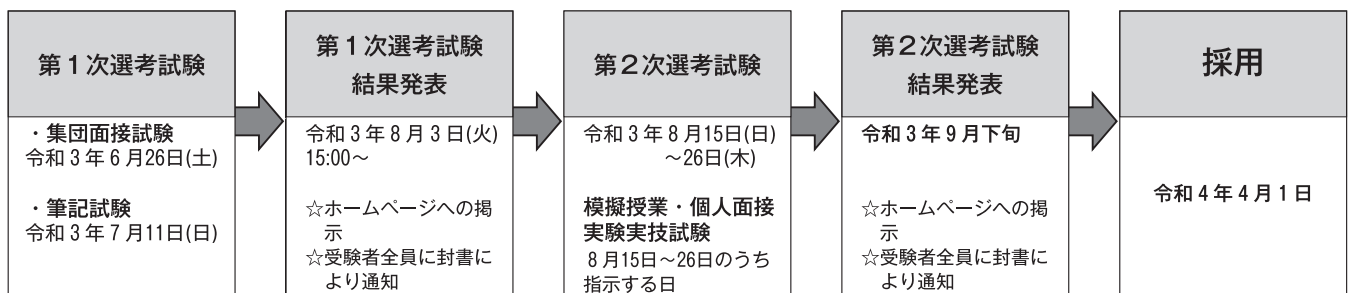 第1次選考試験
・集団面接試験
令和3年6月26日(土)
・筆記試験
令和3年7月11日(日)
第1次選考試験
結果発表
令和3年8月3日(火)
15:00～
☆ホームページへの掲
示
☆受験者全員に封書に
より通知
第2次選考試験
令和3年8月15日(日)
～26日(木)
模擬授業・個人面接
実験実技試験
8月15日～26日のうち
指示する日
第2次選考試験
結果発表
令和3年9月下旬
☆ホームページへの掲
示
☆受験者全員に封書に
より通知
採用
令和4年4月1日